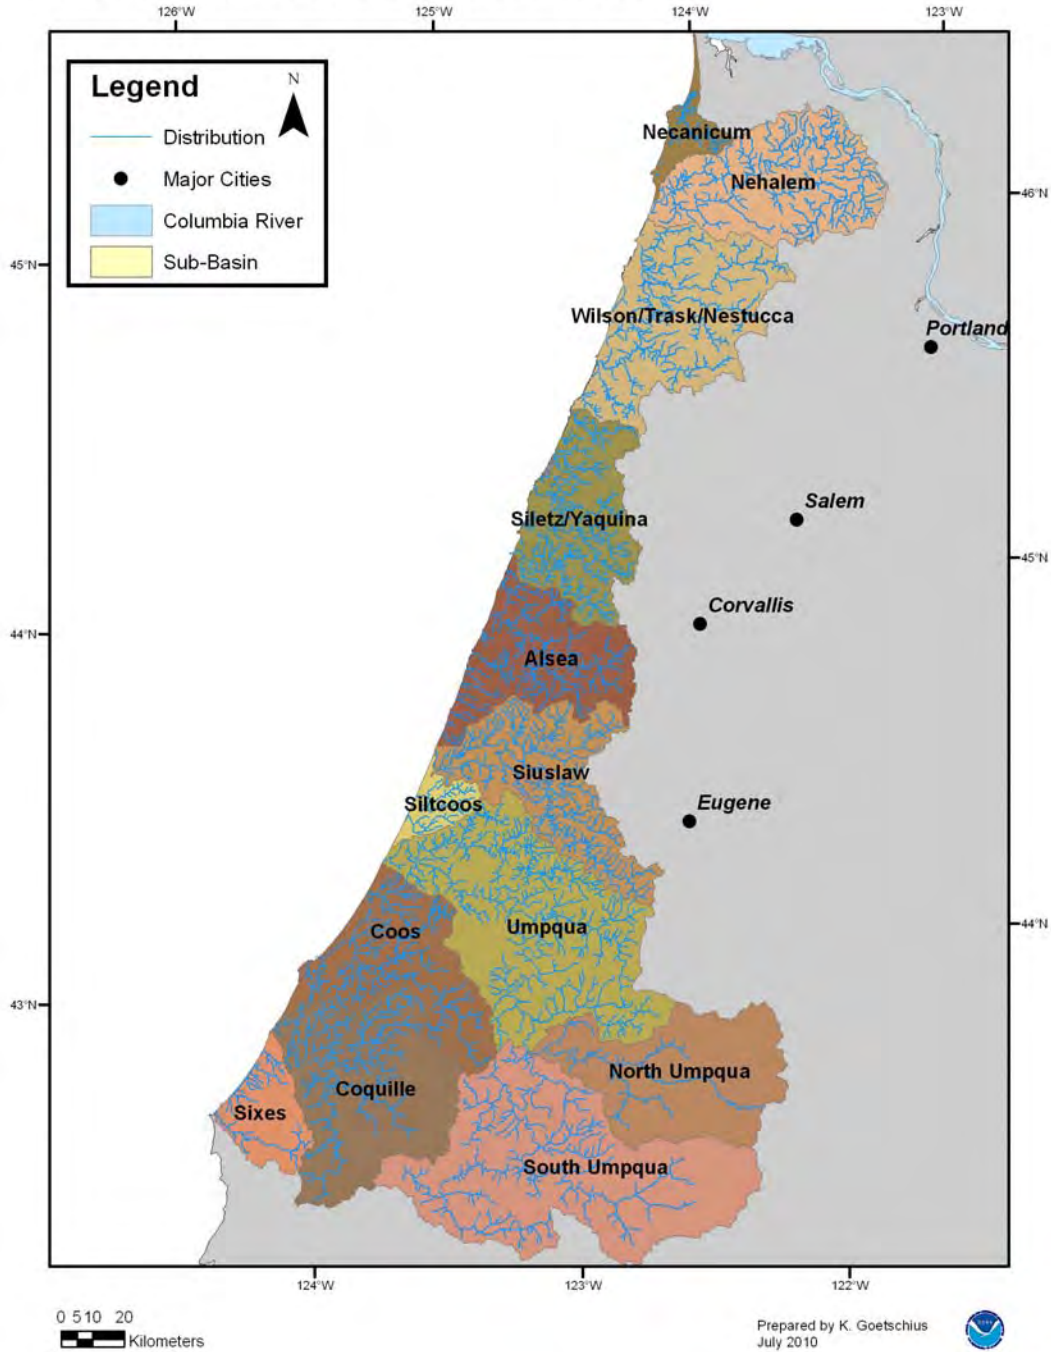 126°W
125°W
124°W
123°W
Legend
N
Distribution
Major Cities
Columbia River
Sub-Basin
Necanicum
Nehalem
46°N
45°N
Wilson/Trask/Nestucca
Portland
Siletz/Yaquina
Salem
45°N
Corvallis
44°N
Alsea
Siuslaw
Siltcoos
Eugene
Coos
Umpqua
44°N
43°N
North Umpqua
Coquille
Sixes
South Umpqua
124°W
123°W
122°W
0 5 10 20
Kilometers
Prepared by K. Goetschius
July 2010